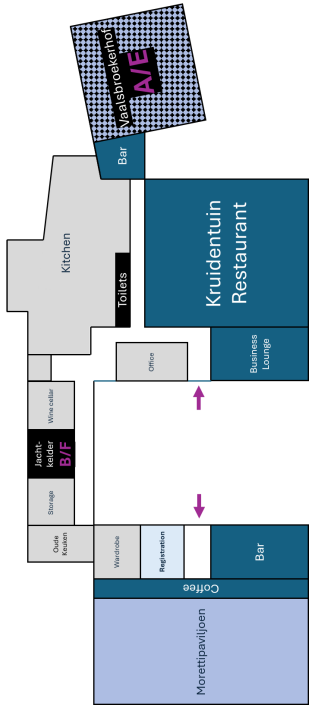 Vaalsbroekerhof
A/E
Bar
Kitchen
Toilets
Kruidentuin
Restaurant
Office
Business
Lounge
Wine cellar
Jacht-
kelder
B/F
Storage
Oude
Keuken
Wardrobe
Registration
Bar
Coffee
Morettipaviljoen